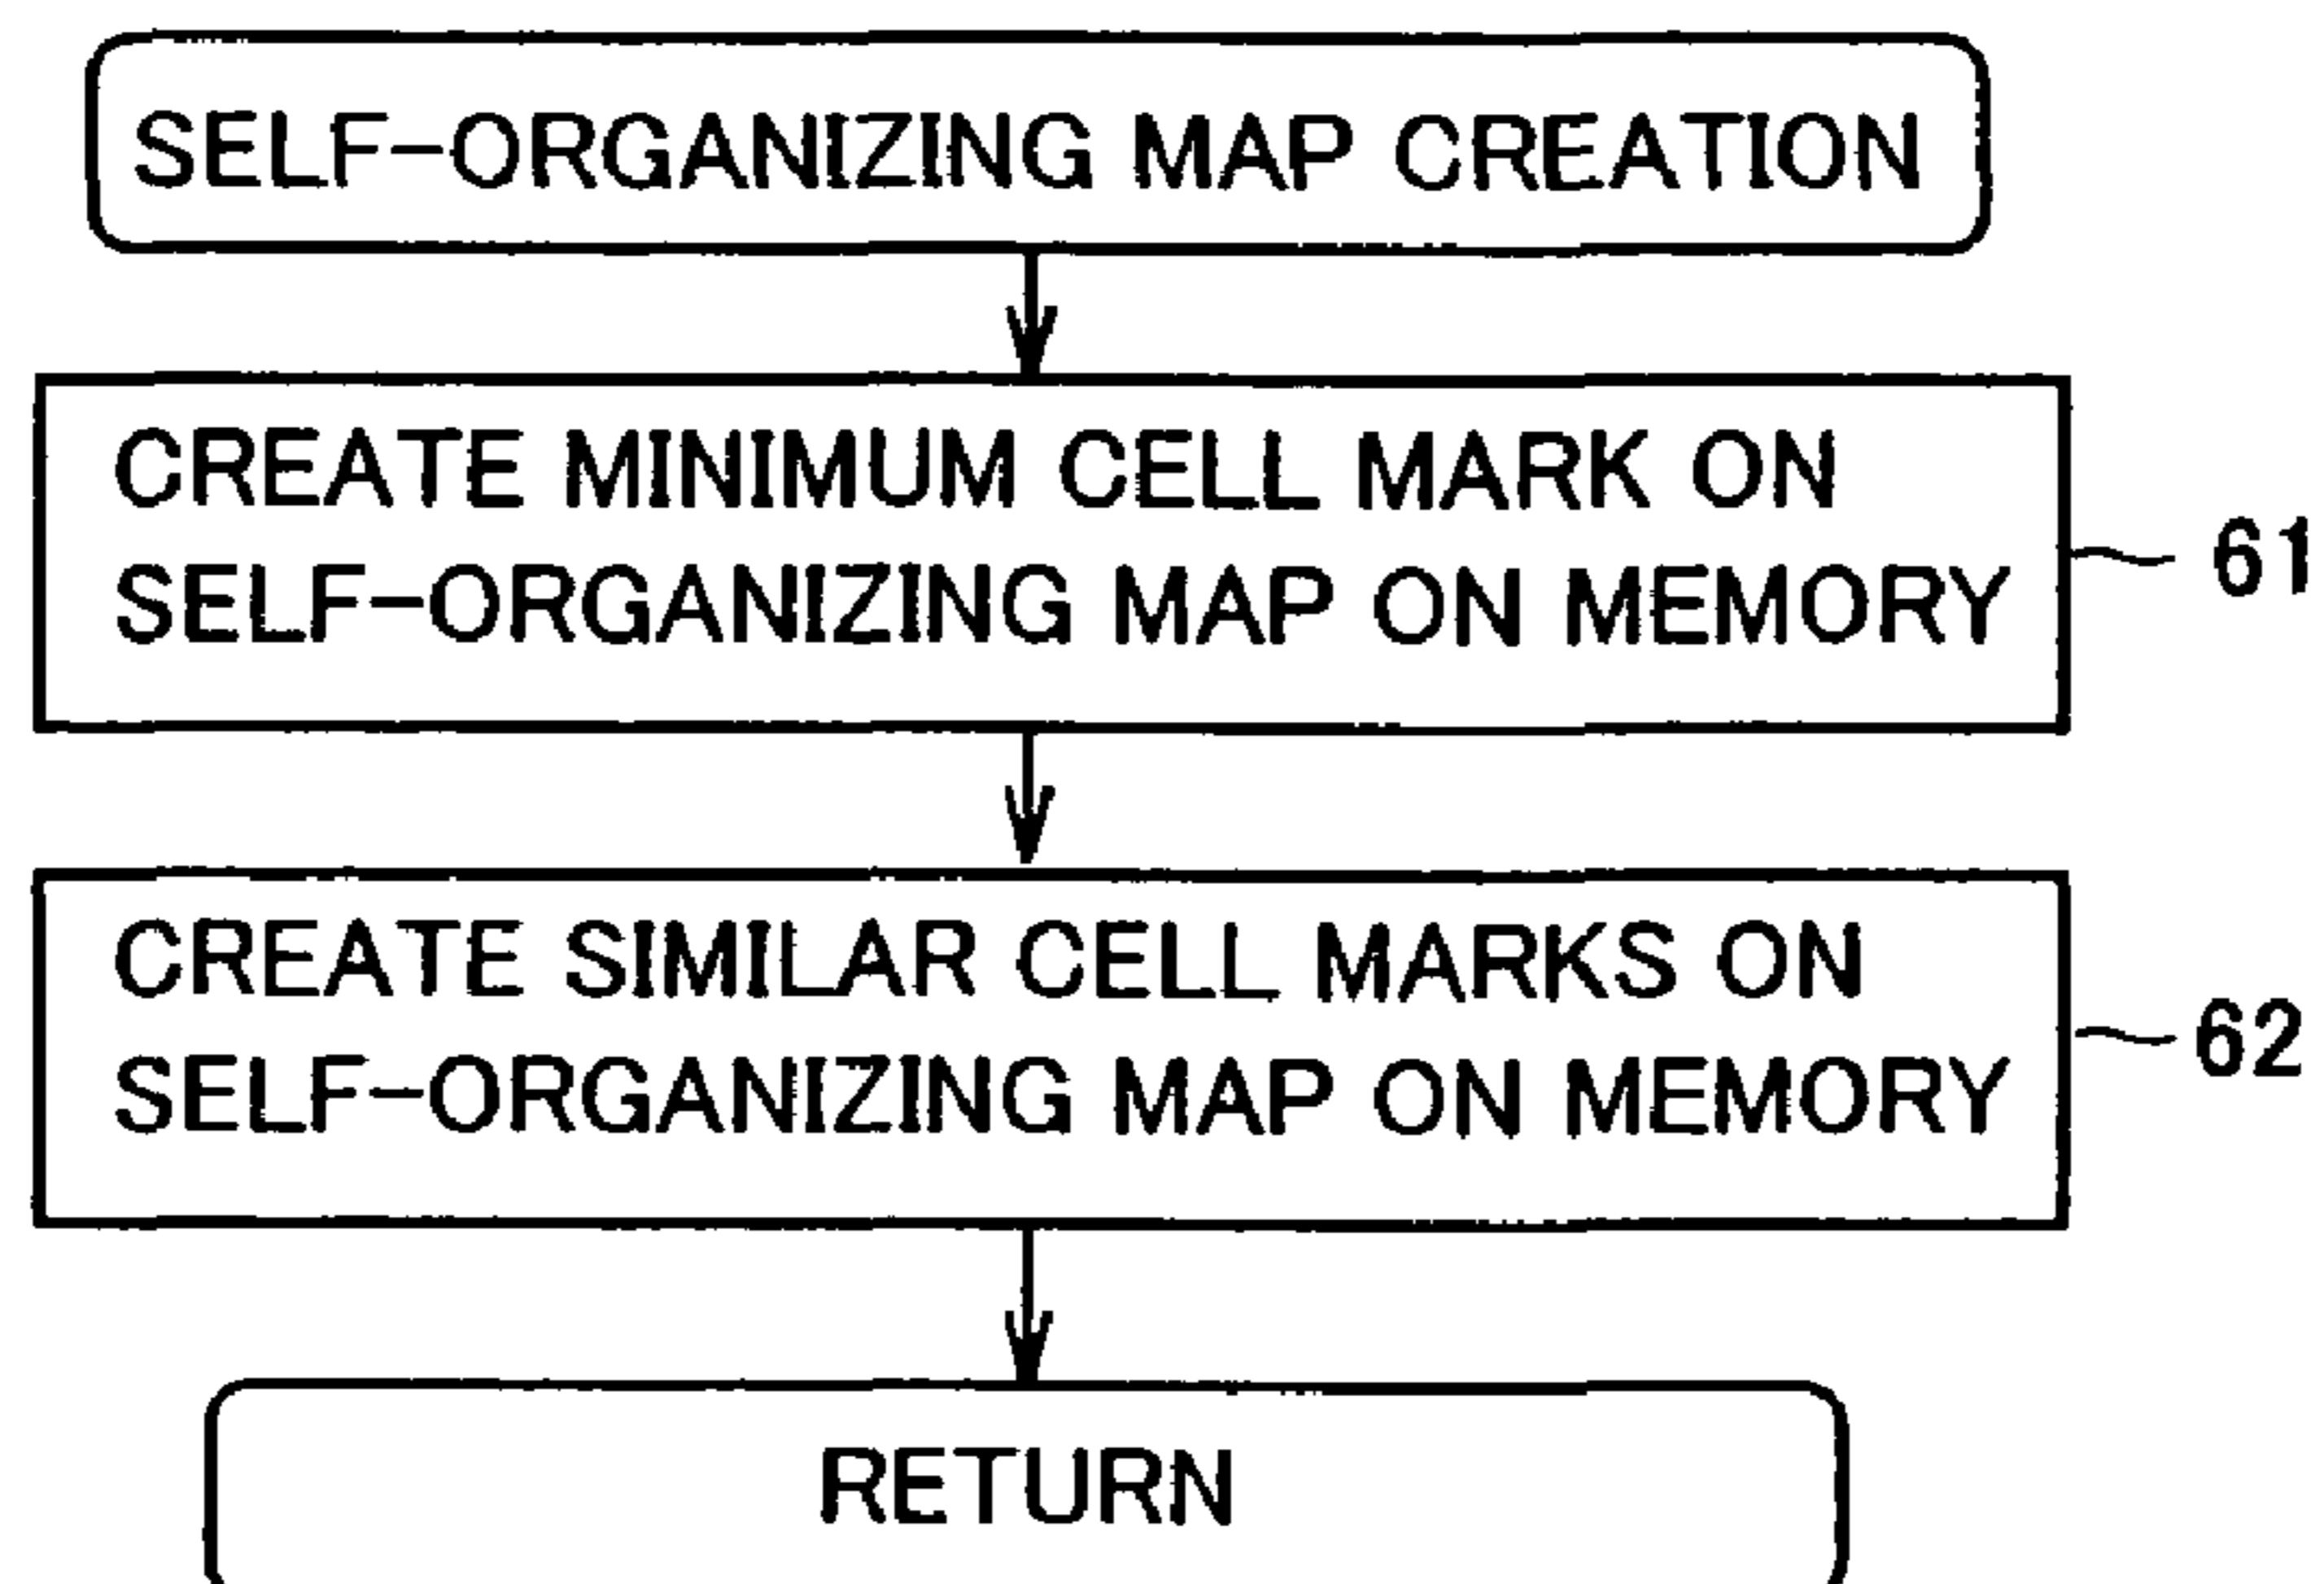 SELF-ORGANIZING MAP CREATION
CREATE MINIMUM CELL MARK ON
SELF-ORGANIZING MAP ON MEMORY
61
CREATE SIMILAR CELL MARKS ON
SELF-ORGANIZING MAP ON MEMORY
62
RETURN